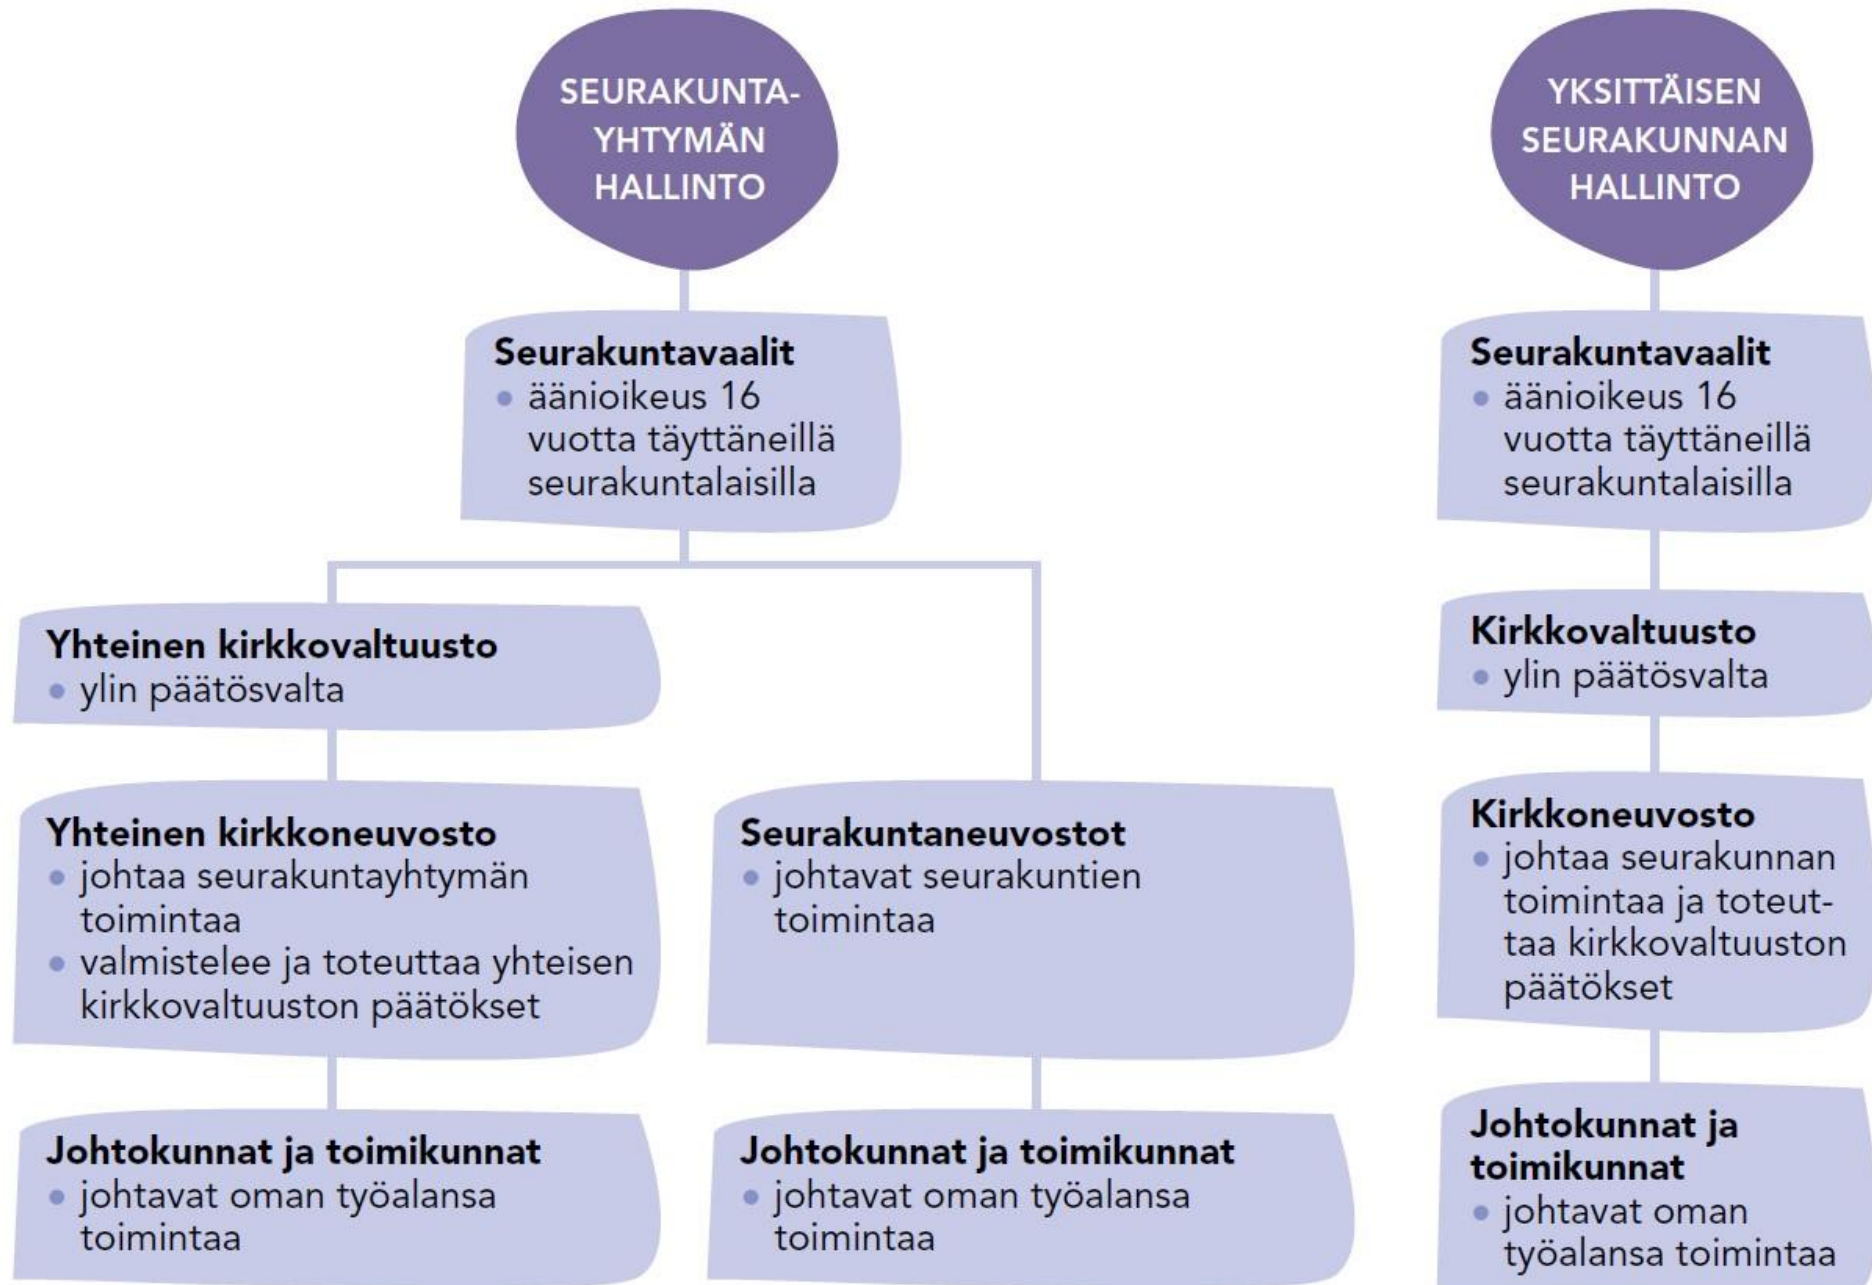 SEURAKUNTA-
YHTYMÄN
HALLINTO
Seurakuntavaalit
• äänioikeus 16
vuotta täyttäneillä
seurakuntalaisilla
Yhteinen kirkkovaltuusto
• ylin päätösvalta
Yhteinen kirkkoneuvosto
• johtaa seurakuntayhtymän
toimintaa
• valmistelee ja toteuttaa yhteisen
kirkkovaltuuston päätökset
Johtokunnat ja toimikunnat
• johtavat oman työalansa
toimintaa
Seurakuntaneuvostot
• johtavat seurakuntien
toimintaa
Johtokunnat ja toimikunnat
• johtavat oman työalansa
toimintaa
YKSITTÄISEN
SEURAKUNNAN
HALLINTO
Seurakuntavaalit
• äänioikeus 16
vuotta täyttäneillä
seurakuntalaisilla
Kirkkovaltuusto
• ylin päätösvalta
Kirkkoneuvosto
• johtaa seurakunnan
toimintaa ja toteut-
taa kirkkovaltuuston
päätökset
Johtokunnat ja
toimikunnat
• johtavat oman
työalansa toimintaa